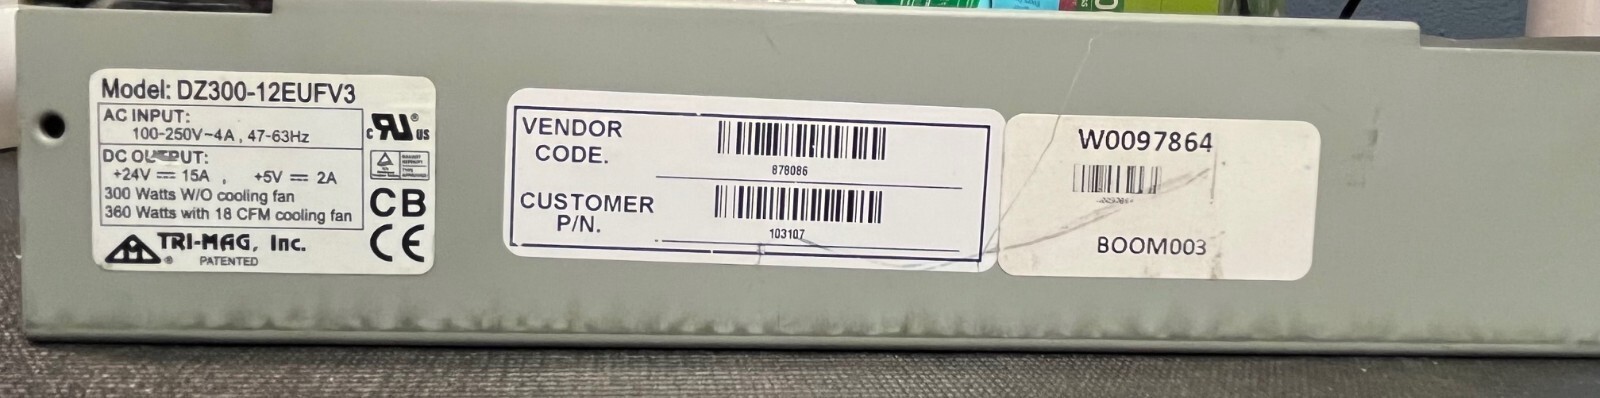 Model: DZ300-12EUFV3
AC INPUT:
100-250V~4A , 47-63Hz
DC OUTPUT:
+24V ⎓ 15A , +5V ⎓ 2A
300 Watts W/O cooling fan
360 Watts with 18 CFM cooling fan
TRI-MAG, Inc.
®
PATENTED
c RU® US
CB
CE
VENDOR
CODE.
878086
CUSTOMER
P/N.
103107
W0097864
BOOM003